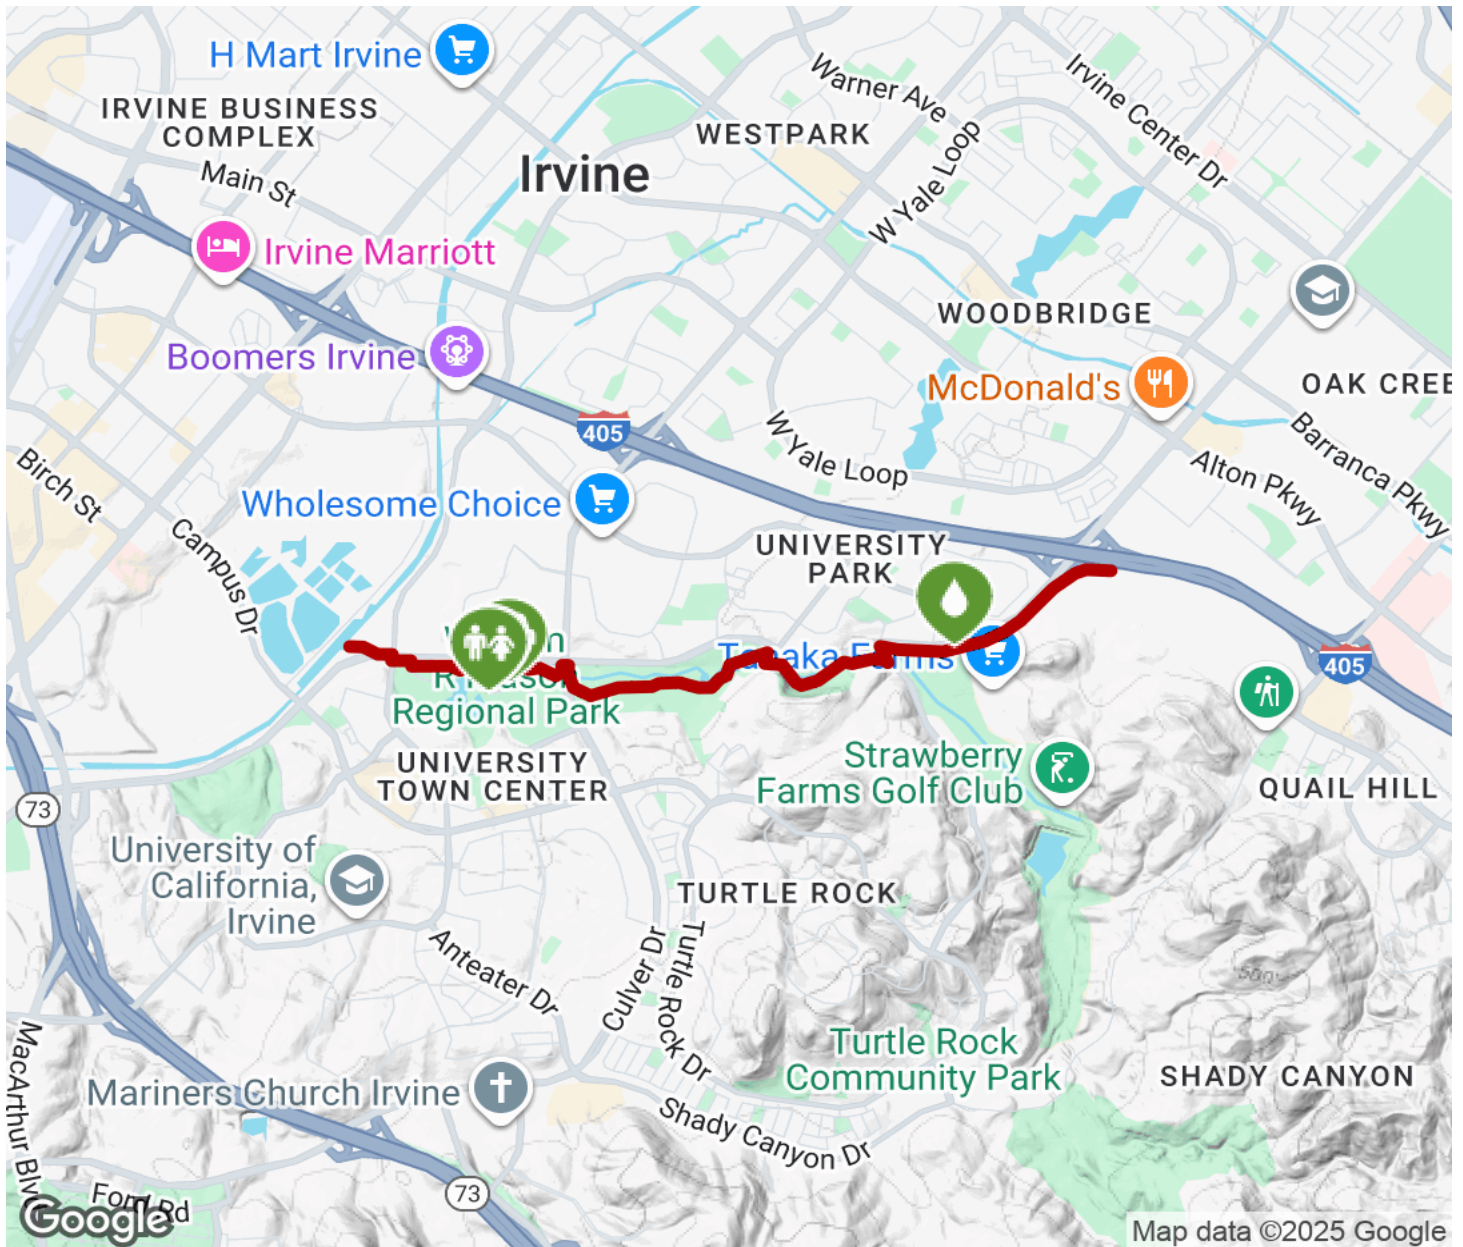 H Mart Irvine
IRVINE BUSINESS
COMPLEX
Main St
Irvine
WESTPARK
Warner Ave
W Yale Loop
Irvine Center Dr
Irvine Marriott
Boomers Irvine
405
WOODBRIDGE
McDonald's
OAK CREE
W Yale Loop
Barranca Pkwy
Alton Pkwy
Birch St
Campus Dr
Wholesome Choice
UNIVERSITY
PARK
Tanaka Farms
405
Regional Park
UNIVERSITY
TOWN CENTER
Strawberry
Farms Golf Club
QUAIL HILL
73
University of
California,
Irvine
TURTLE ROCK
Anteater Dr
Culver Dr
Turtle Rock Dr
Turtle Rock
Community Park
SHADY CANYON
MacArthur Blvd
Mariners Church Irvine
Shady Canyon Dr
73
Ford Rd
Google
Map data ©2025 Google